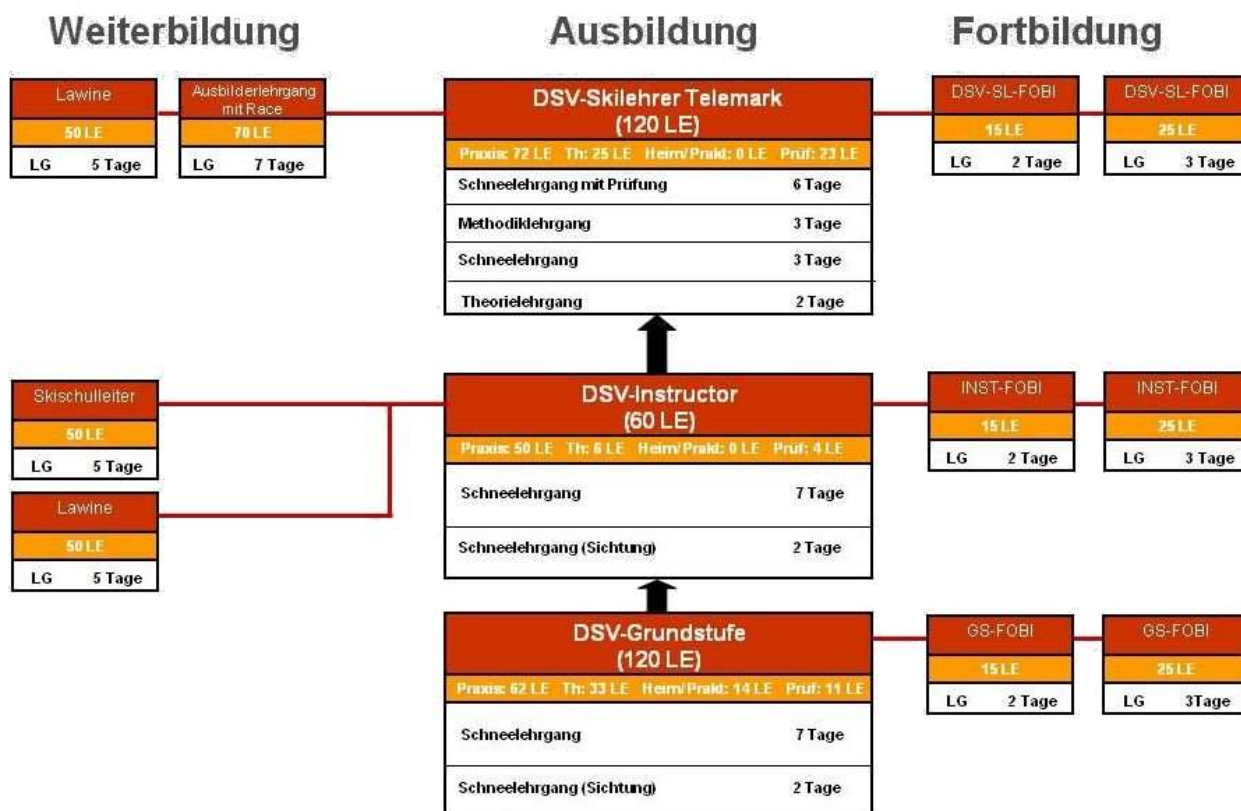 Weiterbildung
Ausbildung
Fortbildung
Lawine
50 LE
LG 5 Tage
Ausbilderlehrgang
mit Race
70 LE
LG 7 Tage
DSV-Skilehrer Telemark
(120 LE)
Praxis: 72 LE Th: 25 LE Heim/Prakt: 0 LE Prüf: 23 LE
Schneelehrgang mit Prüfung 6 Tage
Methodiklehrgang 3 Tage
Schneelehrgang 3 Tage
Theorielehrgang 2 Tage
DSV-SL-FOBI
15 LE
LG 2 Tage
DSV-SL-FOBI
25 LE
LG 3 Tage
Skischulleiter
50 LE
LG 5 Tage
Lawine
50 LE
LG 5 Tage
DSV-Instructor
(60 LE)
Praxis: 50 LE Th: 6 LE Heim/Prakt: 0 LE Prüf: 4 LE
Schneelehrgang 7 Tage
Schneelehrgang (Sichtung) 2 Tage
INST-FOBI
15 LE
LG 2 Tage
INST-FOBI
25 LE
LG 3 Tage
DSV-Grundstufe
(120 LE)
Praxis: 62 LE Th: 33 LE Heim/Prakt: 14 LE Prüf: 11 LE
Schneelehrgang 7 Tage
Schneelehrgang (Sichtung) 2 Tage
GS-FOBI
15 LE
LG 2 Tage
GS-FOBI
25 LE
LG 3Tage